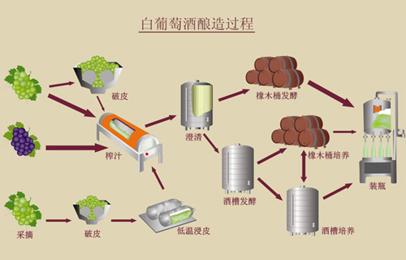 白葡萄酒酿造过程
破皮
榨汁
澄清
橡木桶发酵
橡木桶培养
装瓶
酒槽发酵
酒槽培养
采摘
破皮
低温浸皮